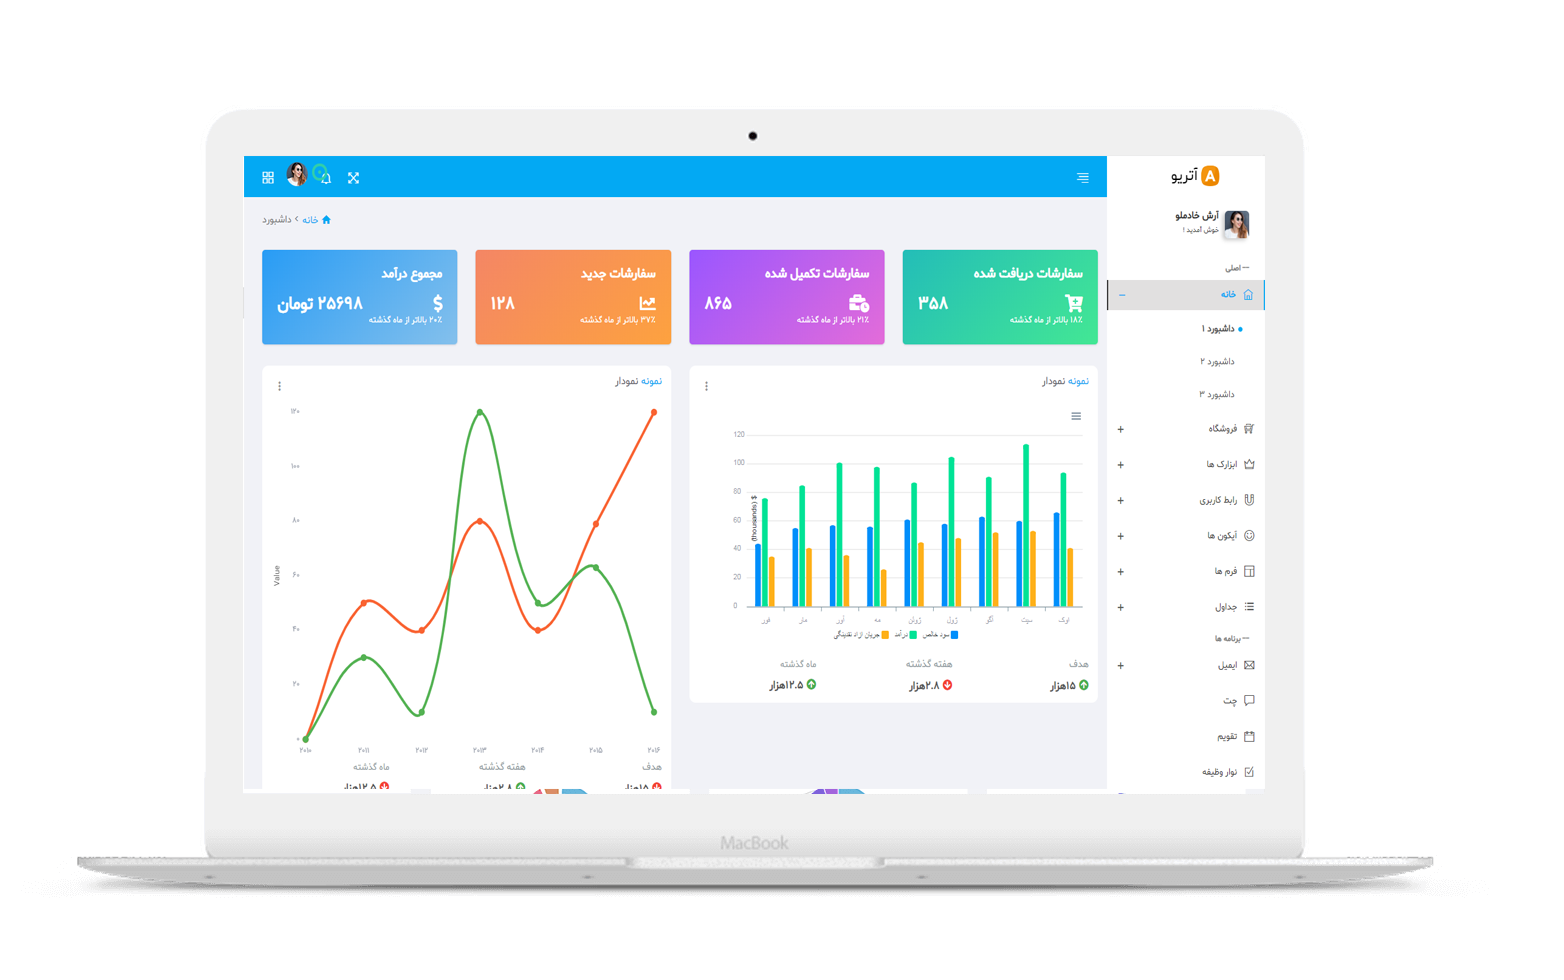 A آتریو
آرش خادملو
خوش آمدید !
اصلی
خانه
داشبورد ۱
داشبورد ۲
داشبورد ۳
فروشگاه
ابزارک ها
رابط کاربری
آیکون ها
فرم ها
جداول
برنامه ها
ایمیل
چت
تقویم
نوار وظیفه
خانه › داشبورد
سفارشات دریافت شده
۳۵۸
۱۸٪ بالاتر از ماه گذشته
سفارشات تکمیل شده
۸۶۵
۲۱٪ بالاتر از ماه گذشته
سفارشات جدید
۱۲۸
۳۷٪ بالاتر از ماه گذشته
مجموع درآمد
$ ۲۵۶۹۸ تومان
۲۰٪ بالاتر از ماه گذشته
نمونه نمودار
120
100
80
60
40
20
0
$ (thousands)
فور مار آور مه ژوئن ژول آگو سپت اوک
سود خالص درآمد جریان آزاد نقدینگی
هدف هفته گذشته ماه گذشته
۱۵هزار ۲.۸هزار ۱۲.۵هزار
نمونه نمودار
۱۲۰
۱۰۰
۸۰
۶۰
۴۰
۲۰
۰
Value
۲۰۱۰ ۲۰۱۱ ۲۰۱۲ ۲۰۱۳ ۲۰۱۴ ۲۰۱۵ ۲۰۱۶
هدف هفته گذشته ماه گذشته
۱۵هزار ۲.۸هزار ۱۲.۵هزار
MacBook